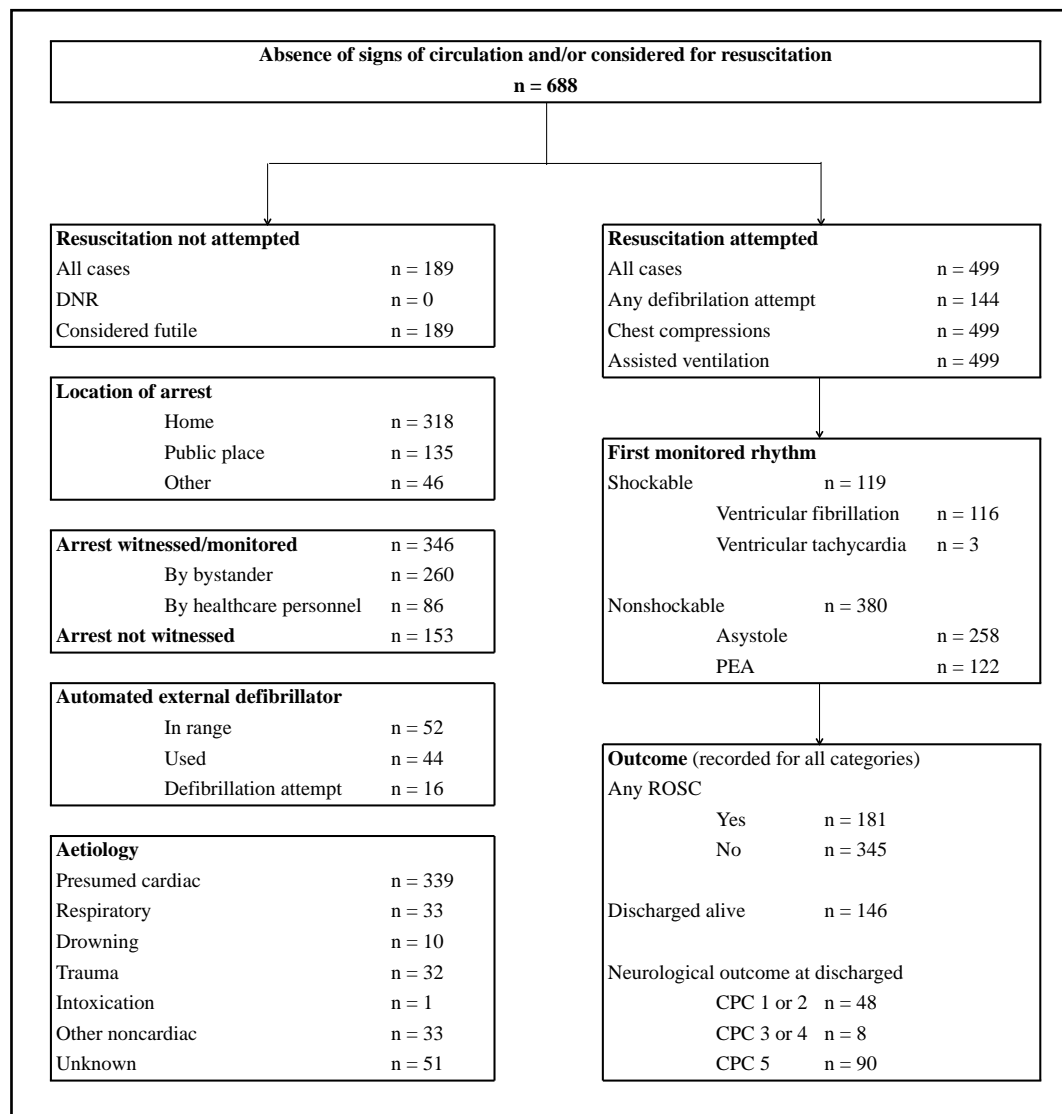 Absence of signs of circulation and/or considered for resuscitation
n = 688
Resuscitation not attempted
All cases n = 189
DNR n = 0
Considered futile n = 189
Location of arrest
Home n = 318
Public place n = 135
Other n = 46
Arrest witnessed/monitored n = 346
By bystander n = 260
By healthcare personnel n = 86
Arrest not witnessed n = 153
Automated external defibrillator
In range n = 52
Used n = 44
Defibrillation attempt n = 16
Aetiology
Presumed cardiac n = 339
Respiratory n = 33
Drowning n = 10
Trauma n = 32
Intoxication n = 1
Other noncardiac n = 33
Unknown n = 51
Resuscitation attempted
All cases n = 499
Any defibrilation attempt n = 144
Chest compressions n = 499
Assisted ventilation n = 499
First monitored rhythm
Shockable n = 119
Ventricular fibrillation n = 116
Ventricular tachycardia n = 3
Nonshockable n = 380
Asystole n = 258
PEA n = 122
Outcome (recorded for all categories)
Any ROSC
Yes n = 181
No n = 345
Discharged alive n = 146
Neurological outcome at discharged
CPC 1 or 2 n = 48
CPC 3 or 4 n = 8
CPC 5 n = 90